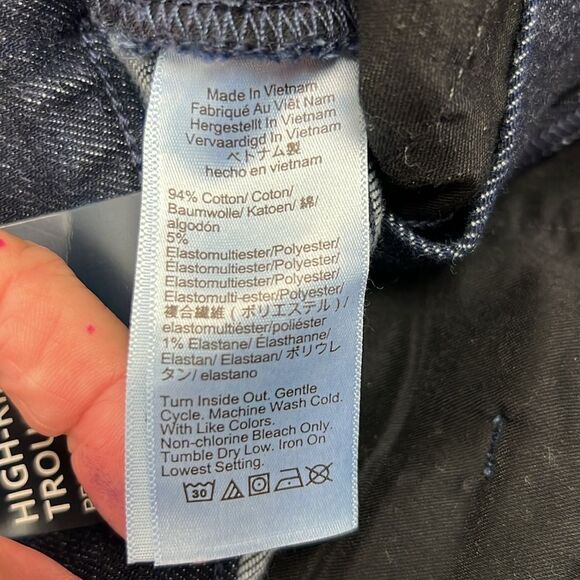 Made In Vietnam
Fabriqué Au Viêt Nam
Hergestellt In Vietnam
Vervaardigd In Vietnam
ベトナム製
hecho en vietnam
94% Cotton/ Coton/
Baumwolle/ Katoen/ 綿/
algodón
5%
Elastomultiester/Polyester/
Elastomultiester/Polyester/
Elastomultiester/Polyester/
Elastomulti-ester/Polyester/
複合繊維 ( ポリエステル ) /
elastomultiéster/poliéster
1% Elastane/ Élasthanne/
Elastan/ Elastaan/ ポリウレ
タン/ elastano
Turn Inside Out. Gentle
Cycle. Machine Wash Cold.
With Like Colors.
Non-chlorine Bleach Only.
Tumble Dry Low. Iron On
Lowest Setting.
30
HIGH-RI
TROU